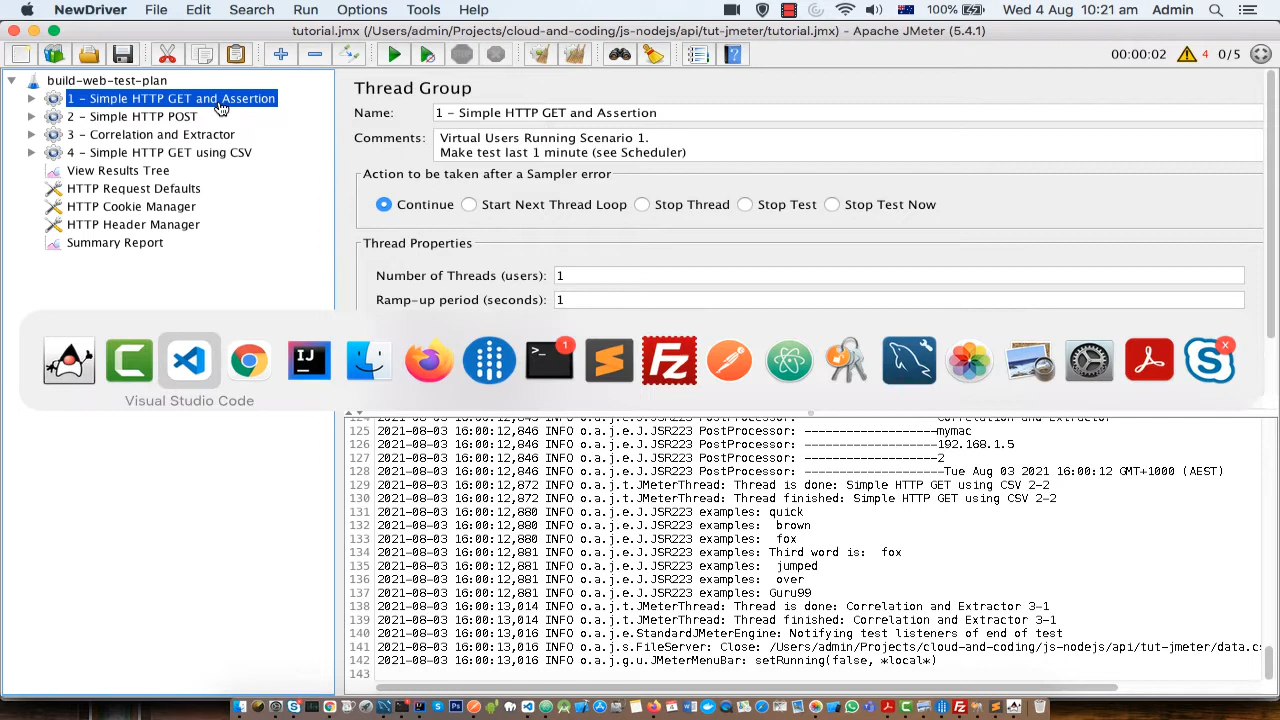 NewDriver File Edit Search Run Options Tools Help 100% Wed 4 Aug 10:21 am Admin
tutorial.jmx (/Users/admin/Projects/cloud-and-coding/js-nodejs/api/tut-jmeter/tutorial.jmx) - Apache JMeter (5.4.1)
00:00:02 4 0/5
build-web-test-plan
1 - Simple HTTP GET and Assertion
2 - Simple HTTP POST
3 - Correlation and Extractor
4 - Simple HTTP GET using CSV
View Results Tree
HTTP Request Defaults
HTTP Cookie Manager
HTTP Header Manager
Summary Report
Thread Group
Name: 1 - Simple HTTP GET and Assertion
Comments: Virtual Users Running Scenario 1.
Make test last 1 minute (see Scheduler)
Action to be taken after a Sampler error
Continue Start Next Thread Loop Stop Thread Stop Test Stop Test Now
Thread Properties
Number of Threads (users): 1
Ramp-up period (seconds): 1
Visual Studio Code
125 2021-08-03 16:00:12,846 INFO o.a.j.e.J.JSR223 PostProcessor: -------------------mymac
126 2021-08-03 16:00:12,846 INFO o.a.j.e.J.JSR223 PostProcessor: -------------------192.168.1.5
127 2021-08-03 16:00:12,846 INFO o.a.j.e.J.JSR223 PostProcessor: -------------------2
128 2021-08-03 16:00:12,846 INFO o.a.j.e.J.JSR223 PostProcessor: --------------------Tue Aug 03 2021 16:00:12 GMT+1000 (AEST)
129 2021-08-03 16:00:12,872 INFO o.a.j.t.JMeterThread: Thread is done: Simple HTTP GET using CSV 2-2
130 2021-08-03 16:00:12,872 INFO o.a.j.t.JMeterThread: Thread finished: Simple HTTP GET using CSV 2-2
131 2021-08-03 16:00:12,880 INFO o.a.j.e.J.JSR223 examples: quick
132 2021-08-03 16:00:12,880 INFO o.a.j.e.J.JSR223 examples: brown
133 2021-08-03 16:00:12,880 INFO o.a.j.e.J.JSR223 examples: fox
134 2021-08-03 16:00:12,881 INFO o.a.j.e.J.JSR223 examples: Third word is: fox
135 2021-08-03 16:00:12,881 INFO o.a.j.e.J.JSR223 examples: jumped
136 2021-08-03 16:00:12,881 INFO o.a.j.e.J.JSR223 examples: over
137 2021-08-03 16:00:12,881 INFO o.a.j.e.J.JSR223 examples: Guru99
138 2021-08-03 16:00:13,014 INFO o.a.j.t.JMeterThread: Thread is done: Correlation and Extractor 3-1
139 2021-08-03 16:00:13,014 INFO o.a.j.t.JMeterThread: Thread finished: Correlation and Extractor 3-1
140 2021-08-03 16:00:13,016 INFO o.a.j.e.StandardJMeterEngine: Notifying test listeners of end of test
141 2021-08-03 16:00:13,016 INFO o.a.j.s.FileServer: Close: /Users/admin/Projects/cloud-and-coding/js-nodejs/api/tut-jmeter/data.cs
142 2021-08-03 16:00:13,016 INFO o.a.j.g.u.JMeterMenuBar: setRunning(false, *local*)
143